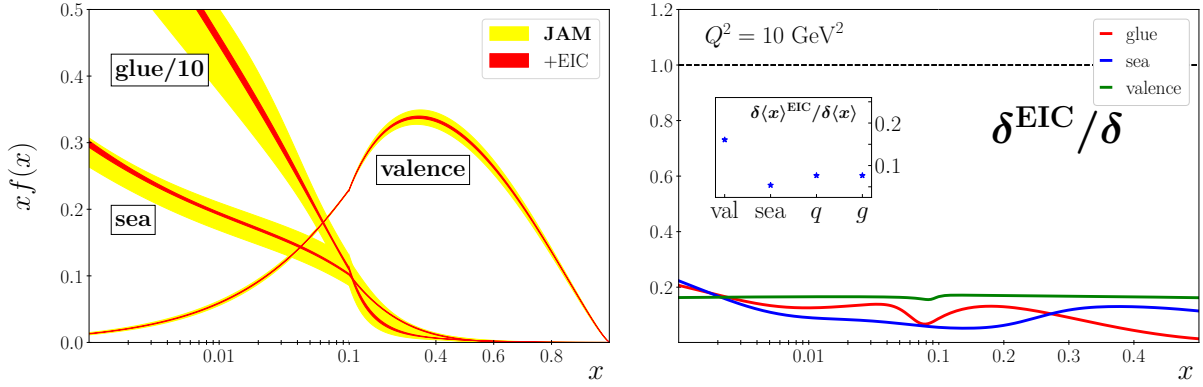 0.5
0.4
0.3
0.2
0.1
0.0
xf(x)
glue/10
sea
valence
JAM
+EIC
0.01
0.1
0.4
0.6
0.8
x
1.2
1.0
0.8
0.6
0.4
0.2
Q² = 10 GeV²
glue
sea
valence
δ^EIC/δ
δ⟨x⟩^EIC/δ⟨x⟩
0.2
0.1
val
sea
q
g
0.01
0.1
0.2
0.3
0.4
x